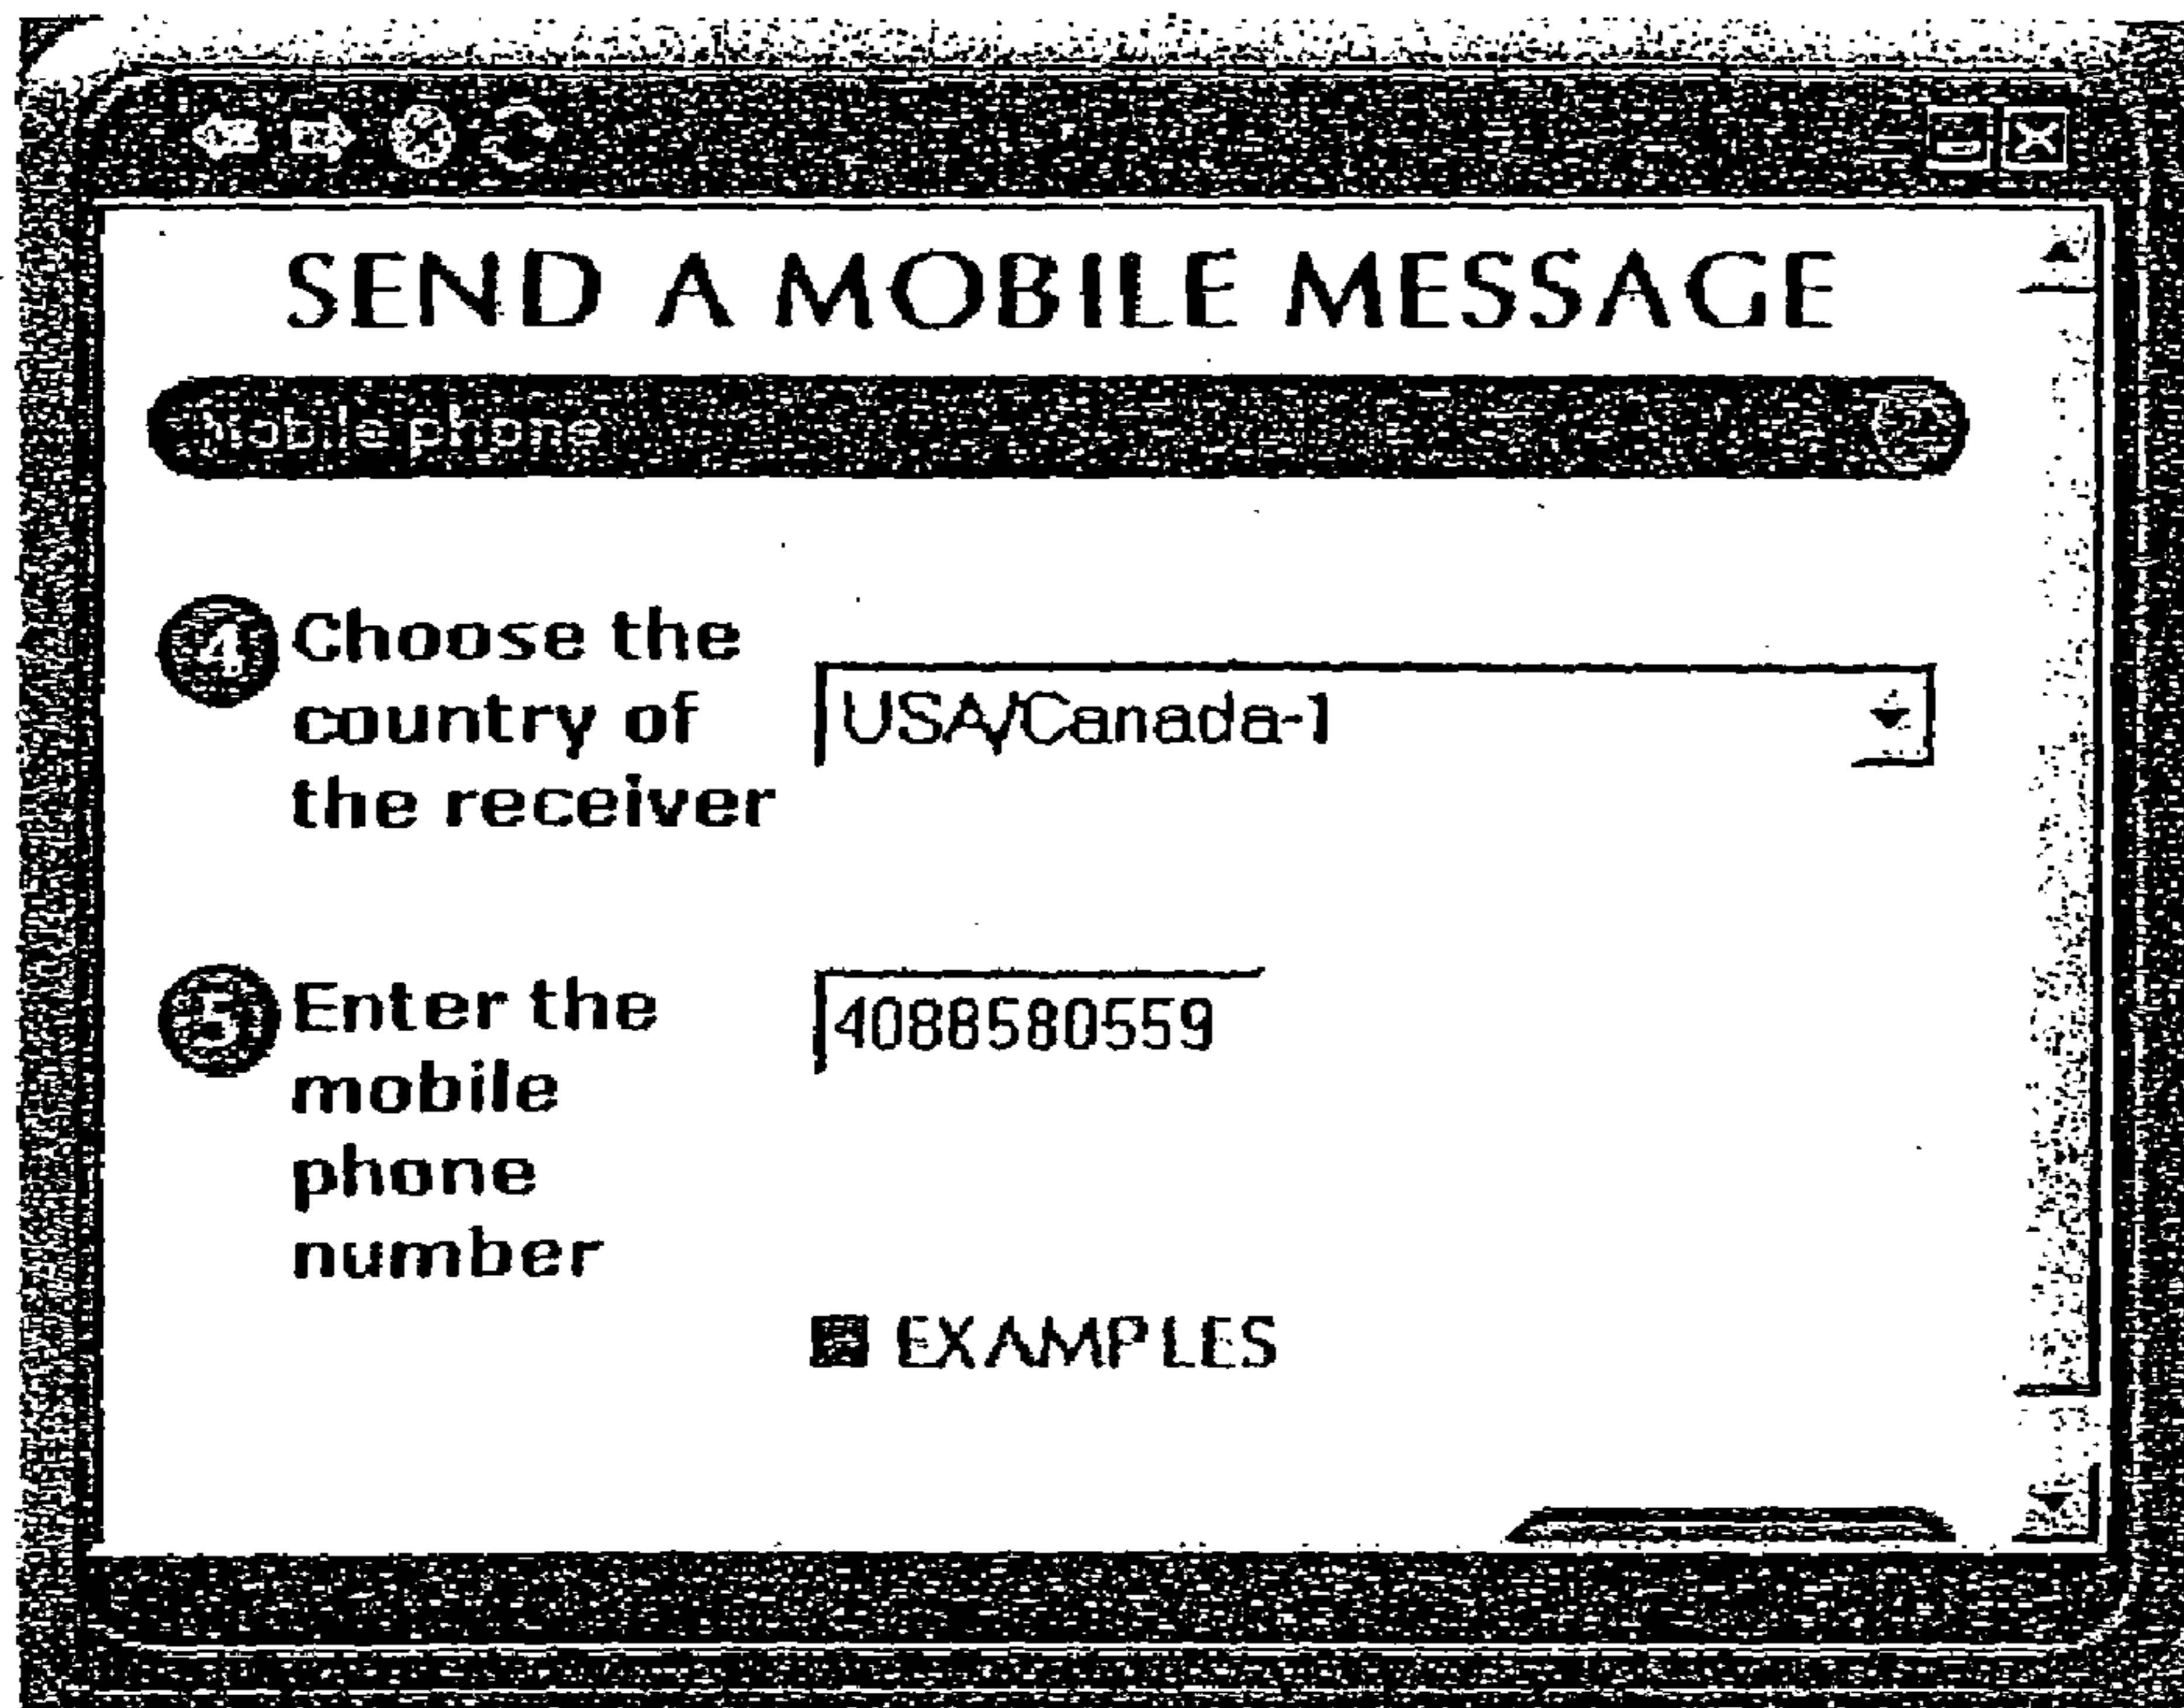 SEND A MOBILE MESSAGE
Mobile phone
4 Choose the
country of
the receiver
USA/Canada-1
5 Enter the
mobile
phone
number
4088580559
EXAMPLES